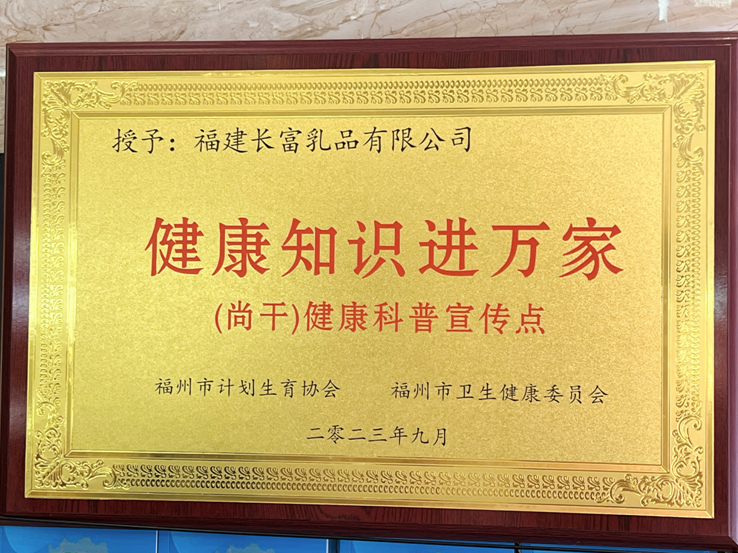 授予：福建长富乳品有限公司
健康知识进万家
(尚干)健康科普宣传点
福州市计划生育协会 福州市卫生健康委员会
二零二三年九月